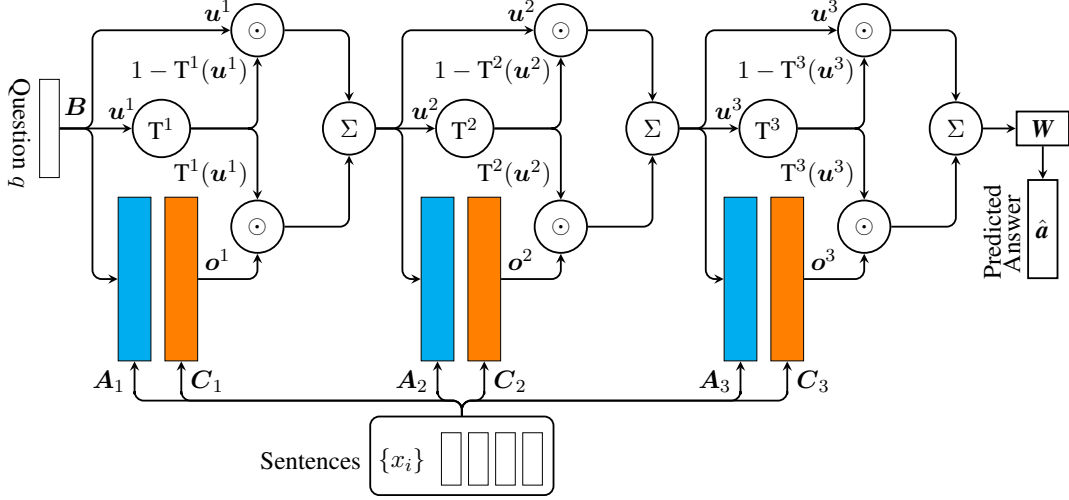 u¹ ⊙ u² ⊙ u³ ⊙
1 − T¹(u¹) 1 − T²(u²) 1 − T³(u³)
Question q
B u¹ T¹ Σ u² T² Σ u³ T³ Σ W
T¹(u¹) T²(u²) T³(u³)
⊙ ⊙ ⊙
Predicted
Answer
â
o¹ o² o³
A₁ C₁ A₂ C₂ A₃ C₃
Sentences {xᵢ}